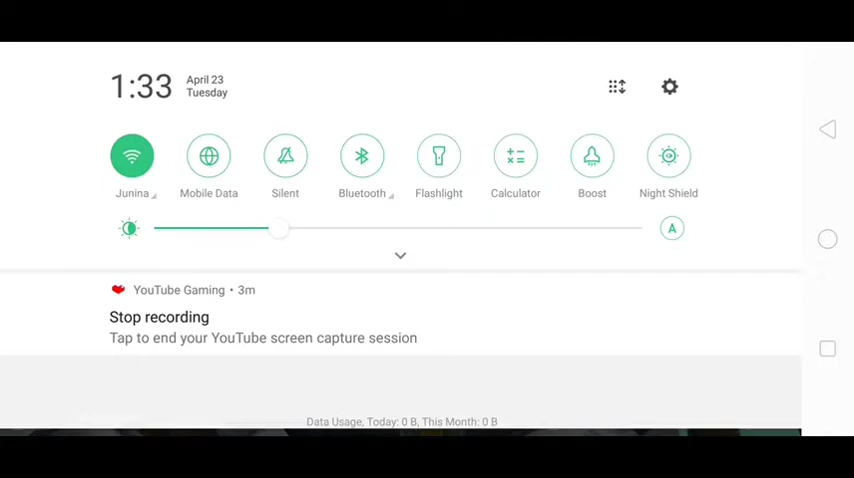 1:33
April 23
Tuesday
Junina
Mobile Data
Silent
Bluetooth
Flashlight
Calculator
Boost
Night Shield
A
YouTube Gaming • 3m
Stop recording
Tap to end your YouTube screen capture session
Data Usage, Today: 0 B, This Month: 0 B